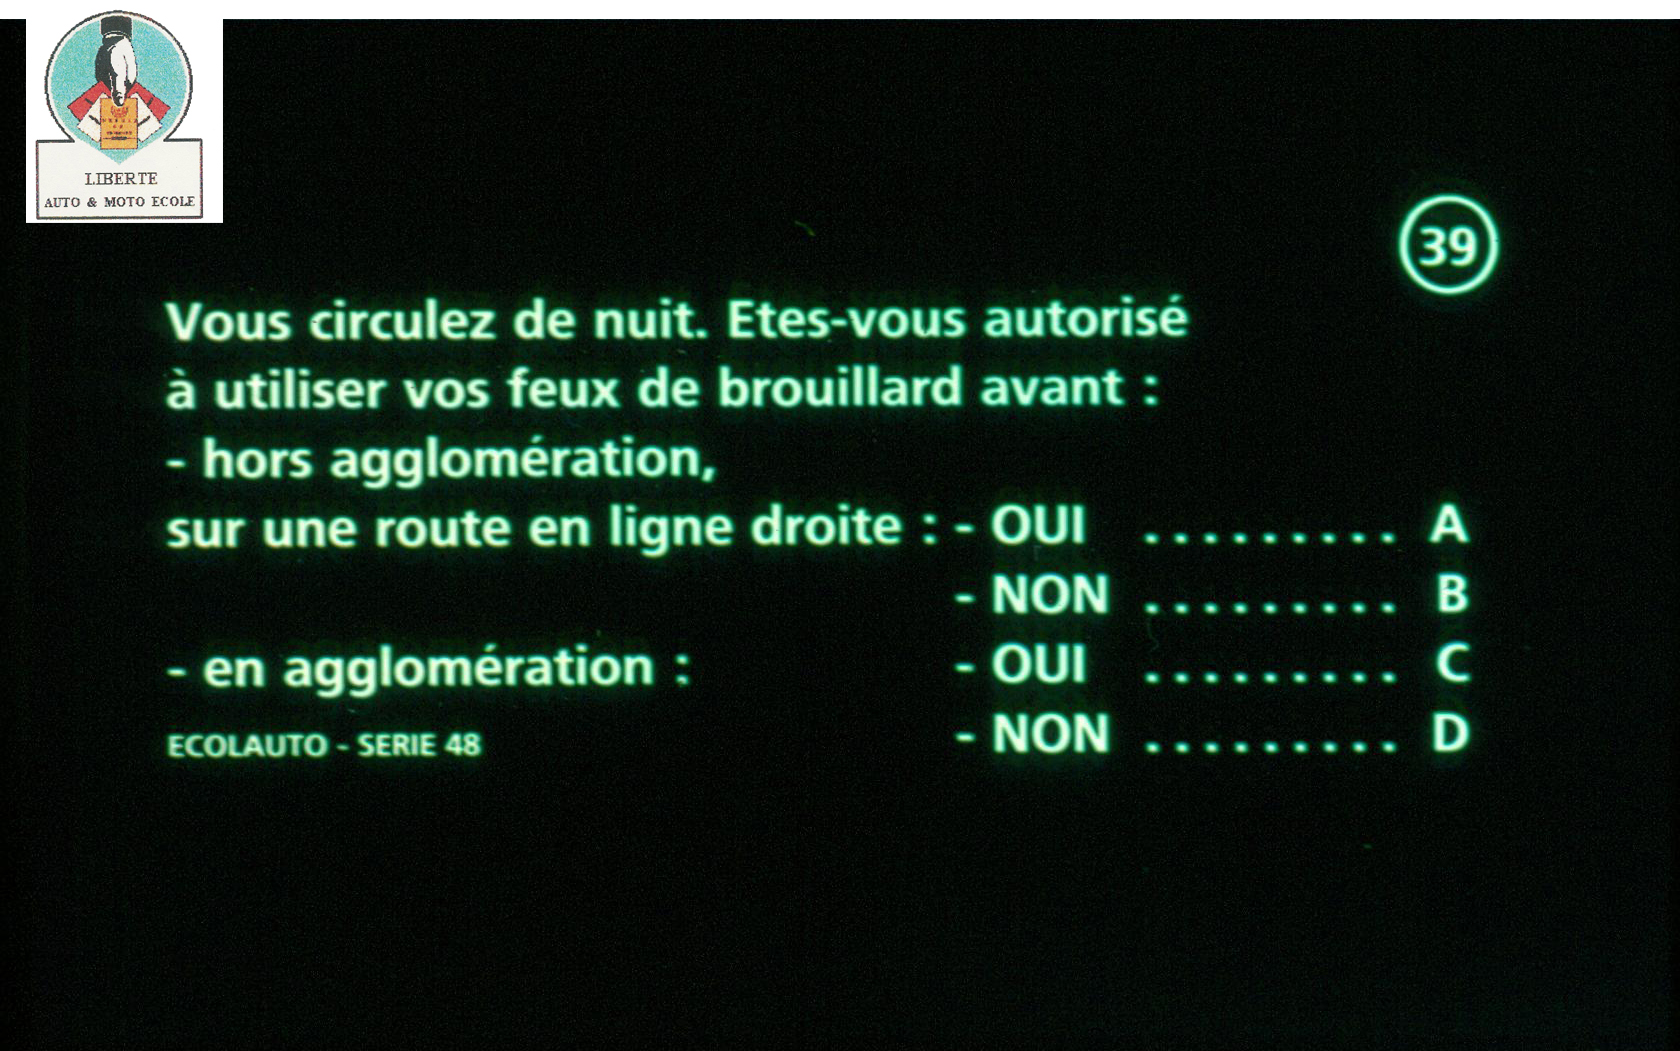 LIBERTE
AUTO & MOTO ECOLE
39
Vous circulez de nuit. Etes-vous autorisé
à utiliser vos feux de brouillard avant :
- hors agglomération,
sur une route en ligne droite : - OUI ......... A
- NON ......... B
- en agglomération : - OUI ......... C
ECOLAUTO - SERIE 48 - NON ......... D